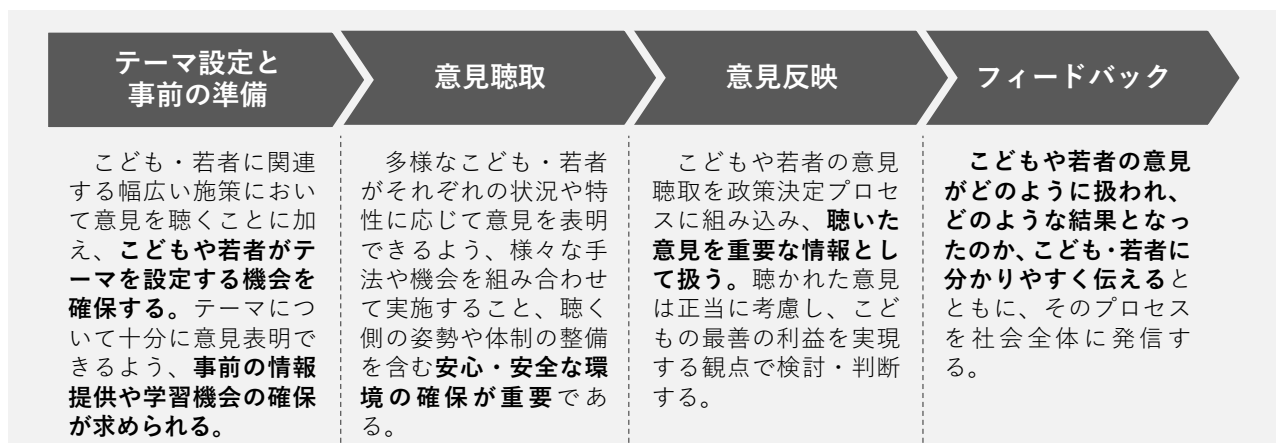 テーマ設定と
事前の準備
意見聴取
意見反映
フィードバック
こども・若者に関連
する幅広い施策におい
て意見を聴くことに加
え、こどもや若者がテ
ーマを設定する機会を
確保する。テーマにつ
いて十分に意見表明で
きるよう、事前の情報
提供や学習機会の確保
が求められる。
多様なこども・若者
がそれぞれの状況や特
性に応じて意見を表明
できるよう、様々な手
法や機会を組み合わせ
て実施すること、聴く
側の姿勢や体制の整備
を含む安心・安全な環
境の確保が重要であ
る。
こどもや若者の意見
聴取を政策決定プロセ
スに組み込み、聴いた
意見を重要な情報とし
て扱う。聴かれた意見
は正当に考慮し、こど
もの最善の利益を実現
する観点で検討・判断
する。
こどもや若者の意見
がどのように扱われ、
どのような結果となっ
たのか、こども・若者に
分かりやすく伝えると
ともに、そのプロセス
を社会全体に発信す
る。